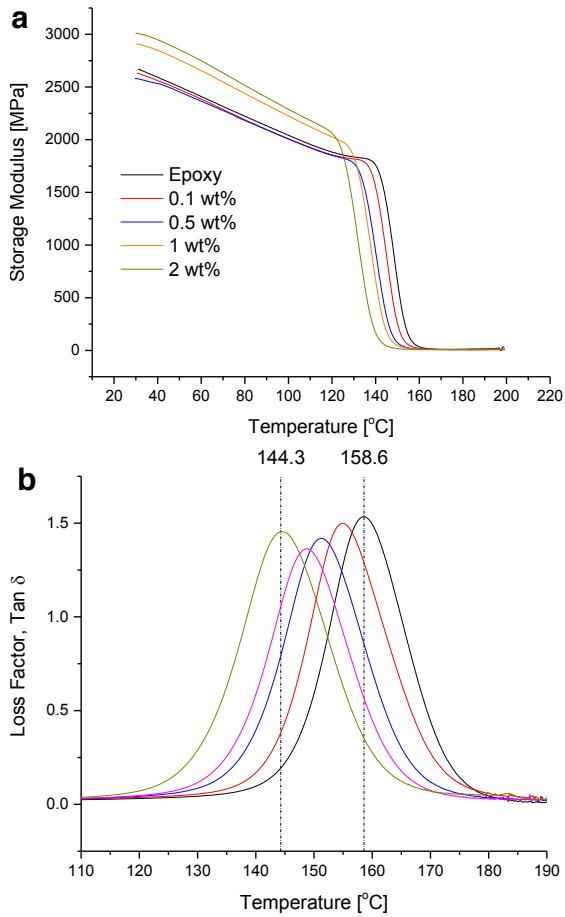 a
3000
2500
2000
1500
1000
500
0
Storage Modulus [MPa]
Epoxy
0.1 wt%
0.5 wt%
1 wt%
2 wt%
20 40 60 80 100 120 140 160 180 200 220
Temperature [°C]
144.3 158.6
b
1.5
1.0
0.5
0.0
Loss Factor, Tan δ
110 120 130 140 150 160 170 180 190
Temperature [°C]